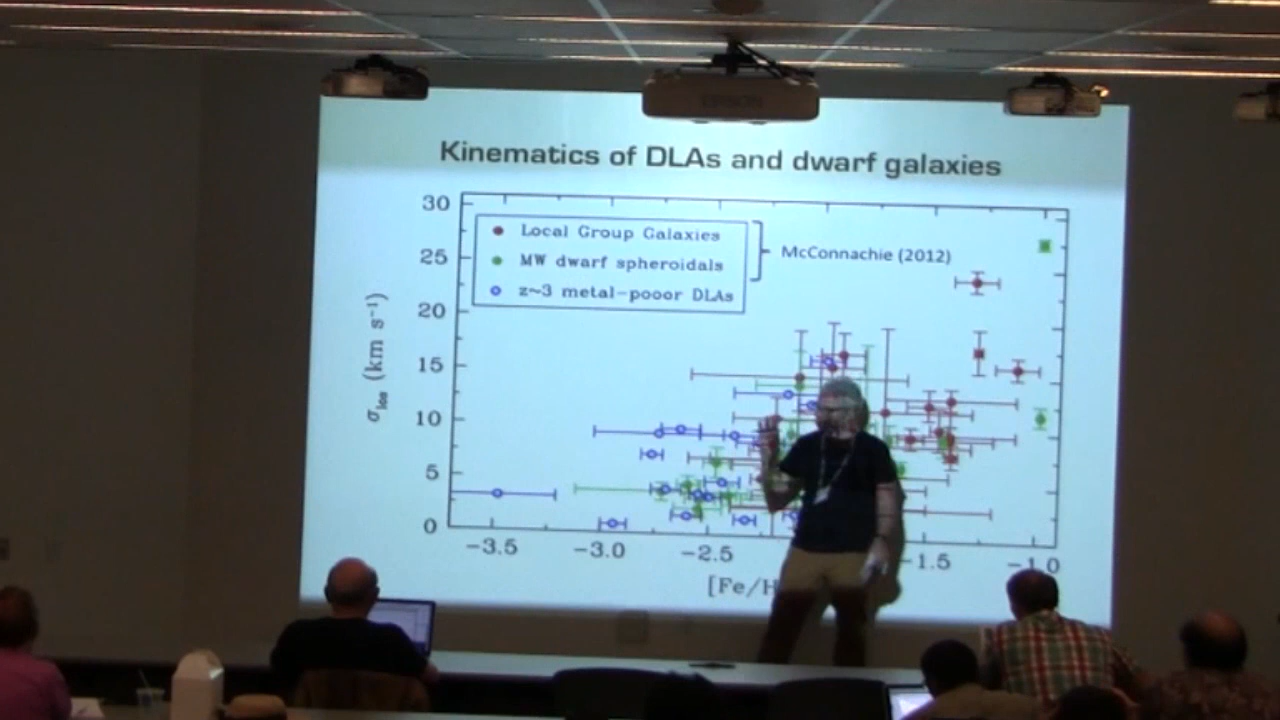 EPSON
Kinematics of DLAs and dwarf galaxies
30
25
20
15
10
5
0
σlos (km s⁻¹)
Local Group Galaxies
MW dwarf spheroidals
z~3 metal-pooor DLAs
McConnachie (2012)
−3.5 −3.0 −2.5 −1.5 −1.0
[Fe/H